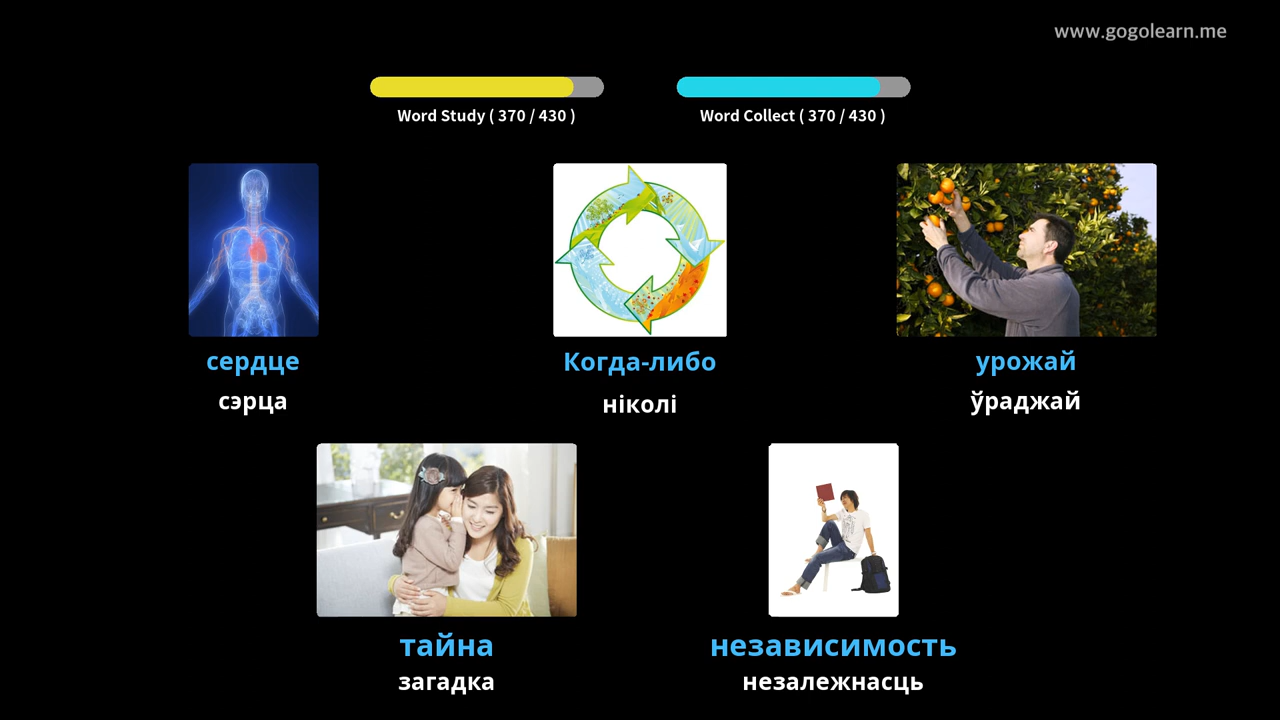 www.gogolearn.me
Word Study ( 370 / 430 )
Word Collect ( 370 / 430 )
сердце
сэрца
Когда-либо
ніколі
урожай
ўраджай
тайна
загадка
независимость
незалежнасць